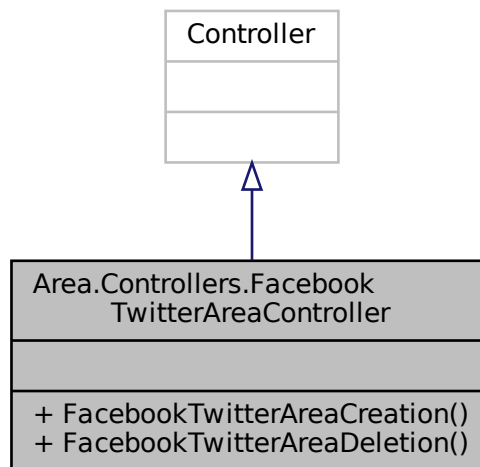 Controller
Area.Controllers.Facebook
TwitterAreaController
+ FacebookTwitterAreaCreation()
+ FacebookTwitterAreaDeletion()